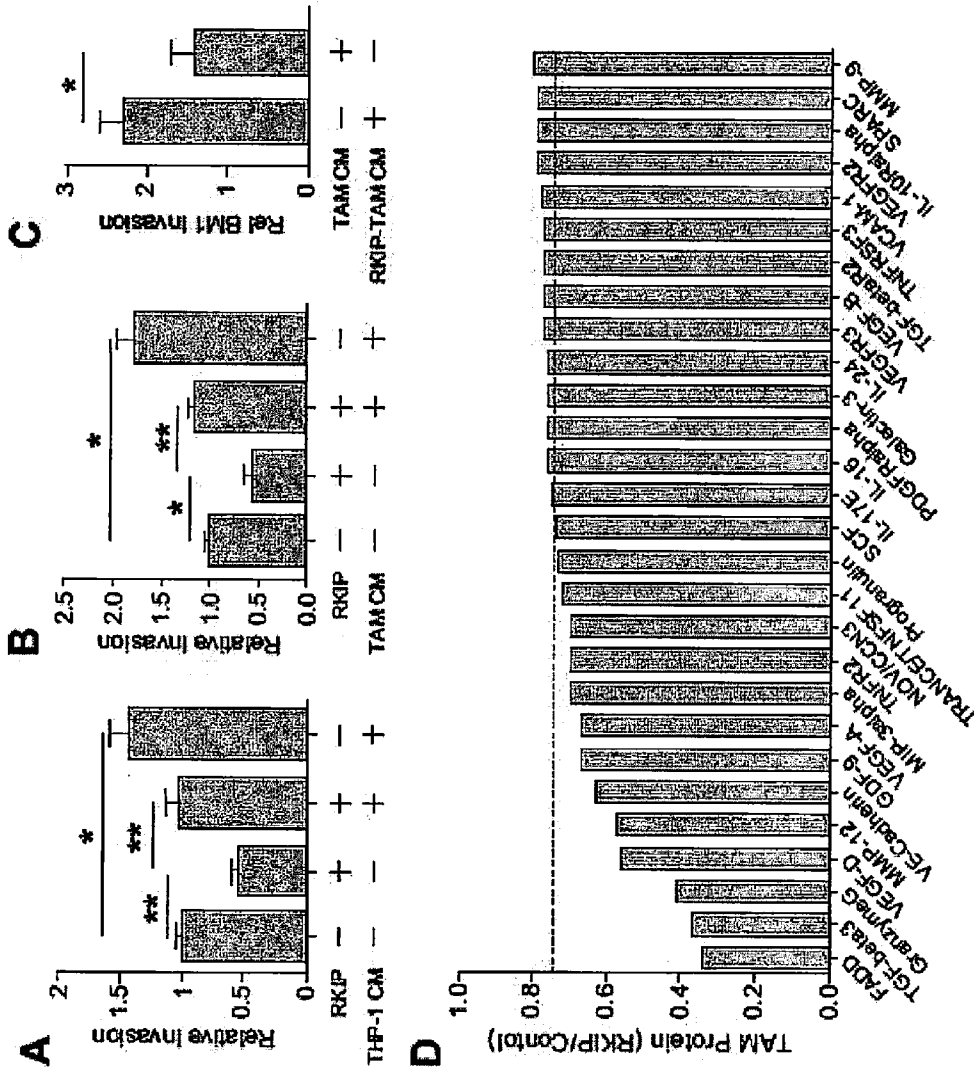 A
Relative Invasion
2
1.5
1
0.5
0
** ** *
RKIP − + + −
THP-1 CM − − + +
B
Relative Invasion
2.5
2.0
1.5
1.0
0.5
0.0
* ** *
RKIP − + + −
TAM CM − − + +
C
Rel BM1 Invasion
3
2
1
0
*
TAM CM − +
RKIP-TAM CM + −
D
TAM Protein (RKIP/Contol)
1.0
0.8
0.6
0.4
0.2
0.0
FADD
TGF-beta3
GranzymeG
VEGF-D
MMP-12
VE-Cadherin
GDF-9
VEGF-A
MIP-3alpha
TNFR2
NOV/CCN3
TRANCE/TNFSF11
Progranulin
SCF
IL-17E
IL-16
PDGFRalpha
Galectin-3
IL-24
VEGFR3
VEGF-B
TGF-betaR2
TNFRSF3
VCAM-1
VEGFR2
IL-10Ralpha
SPARC
MMP-9